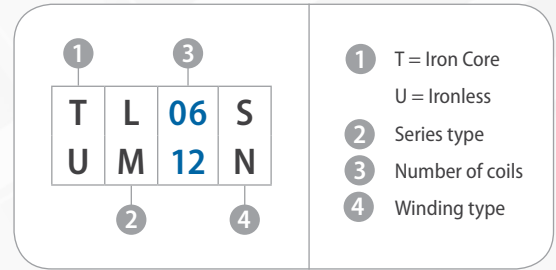 1 3
T L 06 S
U M 12 N
2 4
1 T = Iron Core
U = Ironless
2 Series type
3 Number of coils
4 Winding type